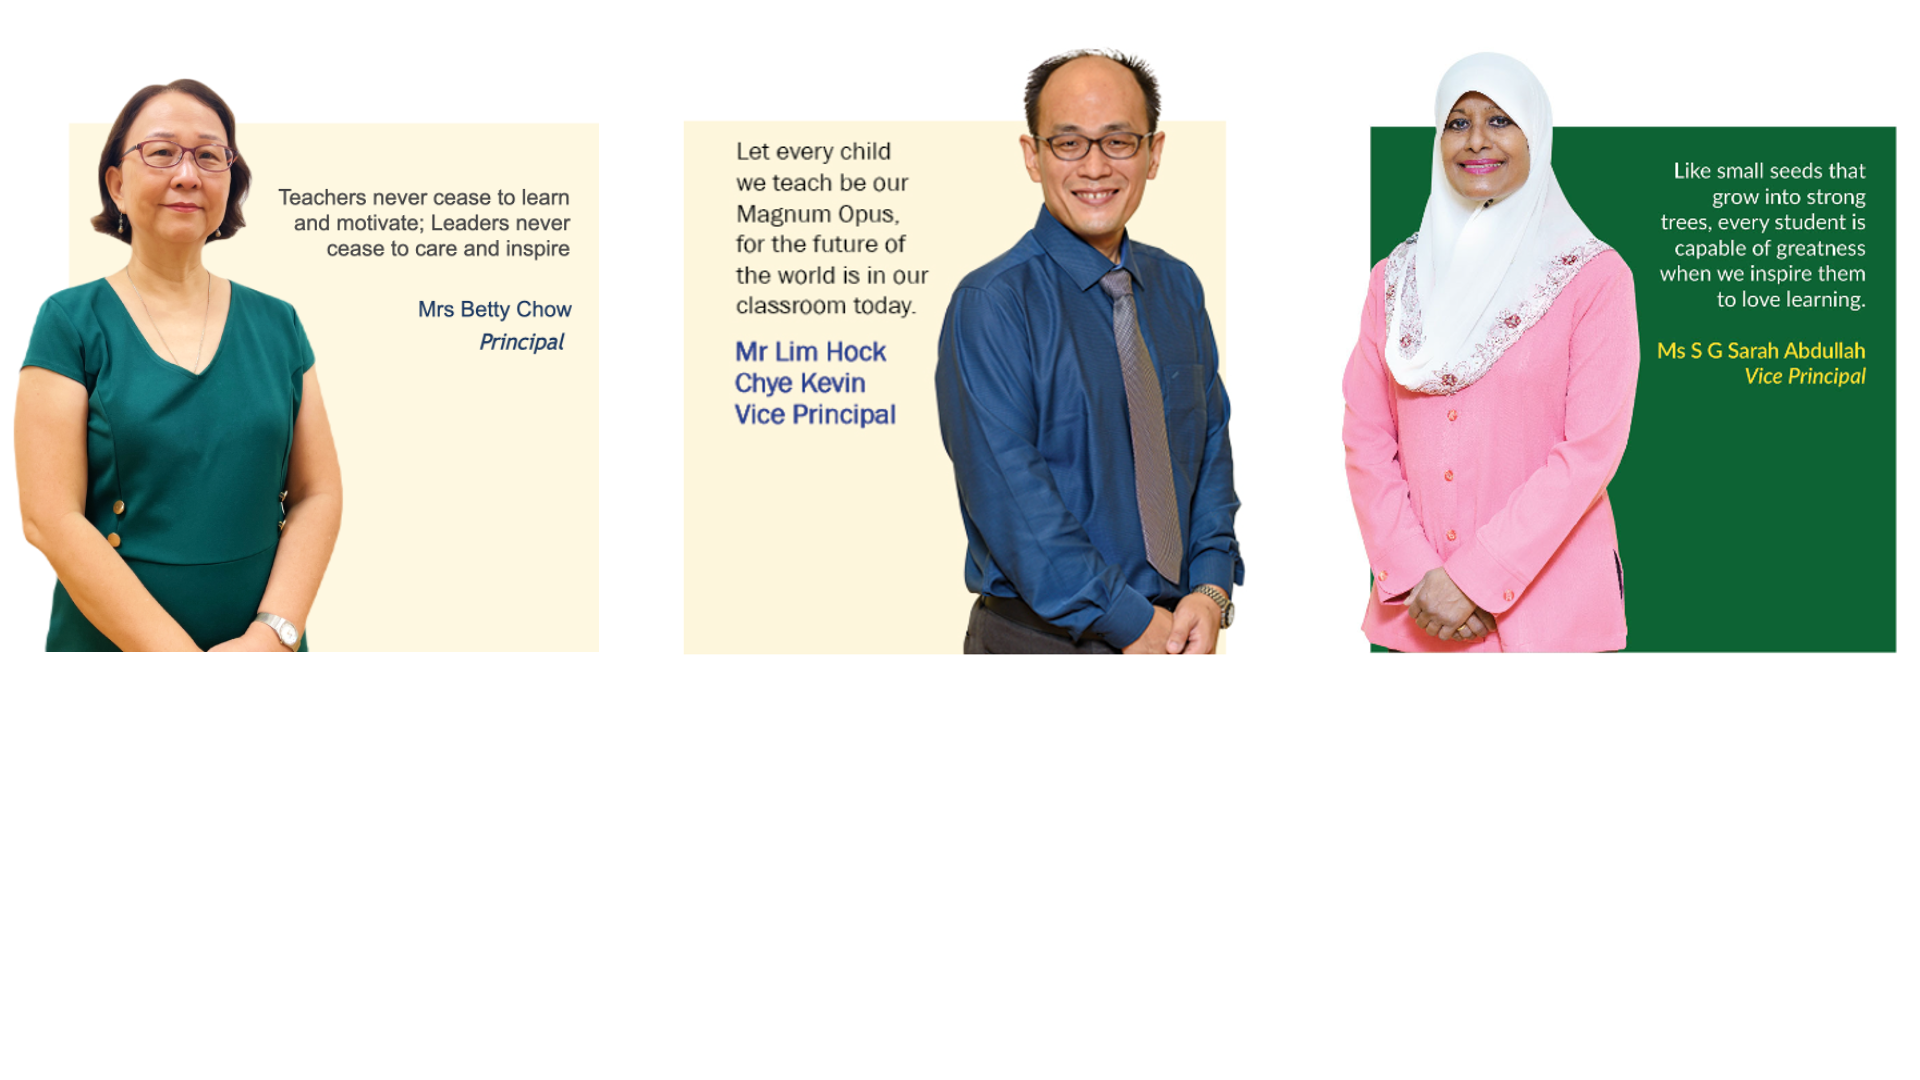 Teachers never cease to learn
and motivate; Leaders never
cease to care and inspire
Mrs Betty Chow
Principal
Let every child
we teach be our
Magnum Opus,
for the future of
the world is in our
classroom today.
Mr Lim Hock
Chye Kevin
Vice Principal
Like small seeds that
grow into strong
trees, every student is
capable of greatness
when we inspire them
to love learning.
Ms S G Sarah Abdullah
Vice Principal